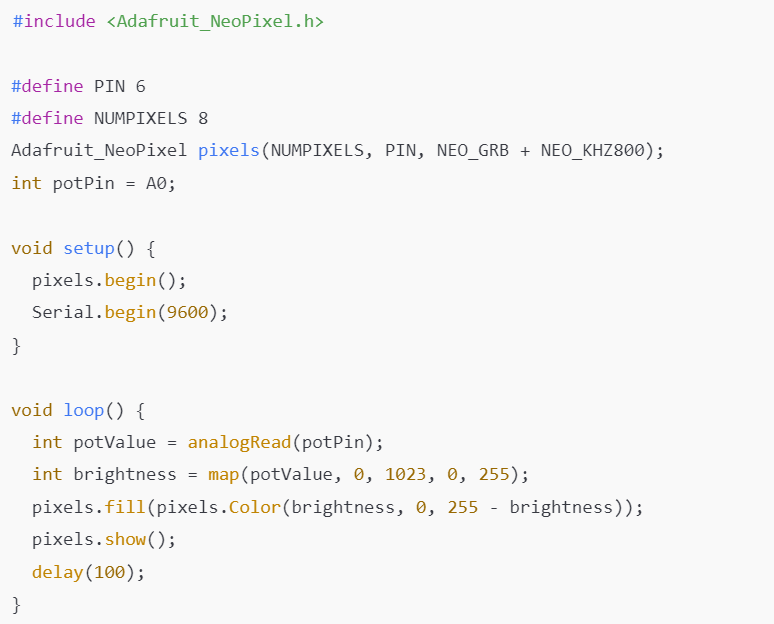 #include <Adafruit_NeoPixel.h>
#define PIN 6
#define NUMPIXELS 8
Adafruit_NeoPixel pixels(NUMPIXELS, PIN, NEO_GRB + NEO_KHZ800);
int potPin = A0;
void setup() {
  pixels.begin();
  Serial.begin(9600);
}
void loop() {
  int potValue = analogRead(potPin);
  int brightness = map(potValue, 0, 1023, 0, 255);
  pixels.fill(pixels.Color(brightness, 0, 255 - brightness));
  pixels.show();
  delay(100);
}